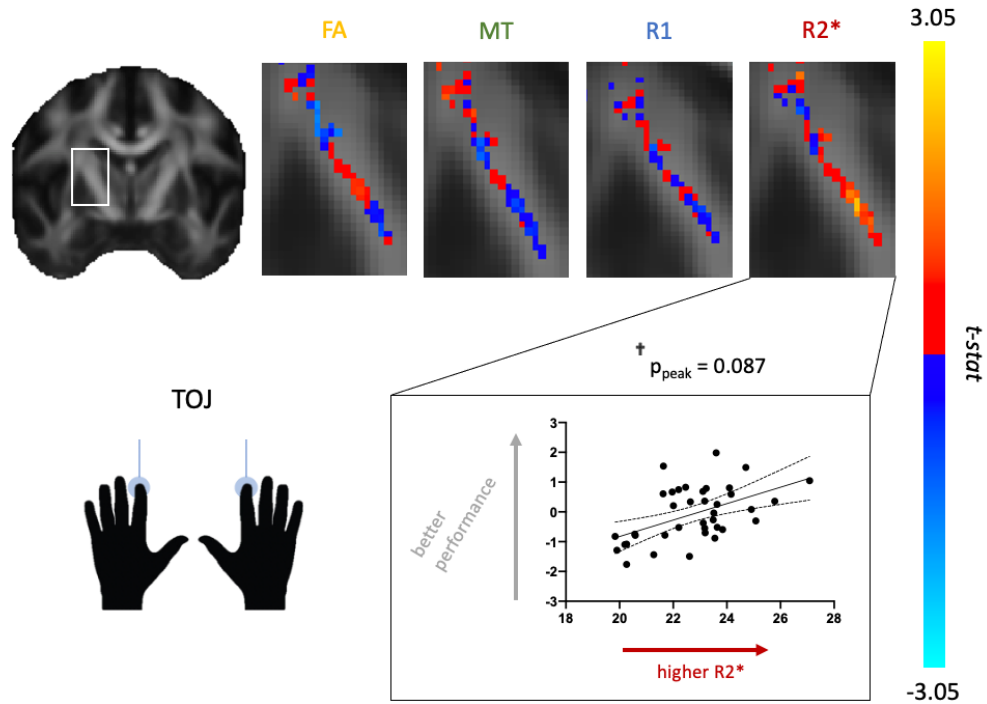 FA MT R1 R2*
3.05
t-stat
-3.05
† p_peak = 0.087
TOJ
better
performance
3
2
1
0
-1
-2
-3
18 20 22 24 26 28
higher R2*